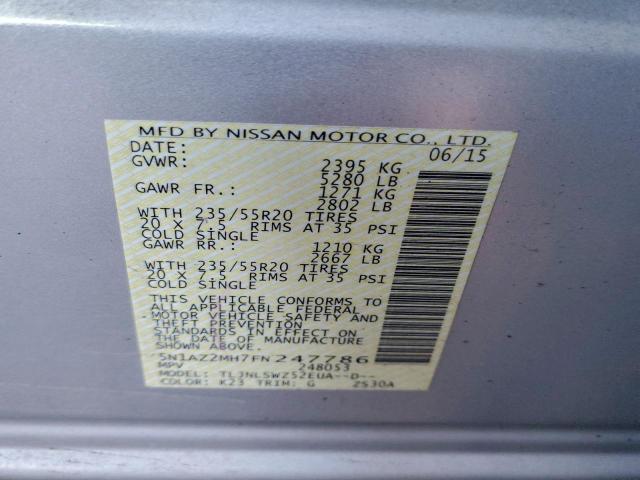 MFD BY NISSAN MOTOR CO., LTD.
DATE: 06/15
GVWR: 2395 KG
5280 LB
GAWR FR.: 1271 KG
2802 LB
WITH 235/55R20 TIRES
20 X 7.5 RIMS AT 35 PSI
COLD SINGLE
GAWR RR.: 1210 KG
2667 LB
WITH 235/55R20 TIRES
20 X 7.5 RIMS AT 35 PSI
COLD SINGLE
THIS VEHICLE CONFORMS TO
ALL APPLICABLE FEDERAL
MOTOR VEHICLE SAFETY AND
THEFT PREVENTION
STANDARDS IN EFFECT ON
THE DATE OF MANUFACTURE
SHOWN ABOVE.
5N1AZ2MH7FN247786
MPV 248053
MODEL: TLJNLSWZ52EUA--D--
COLOR: K23 TRIM: G 2S30A